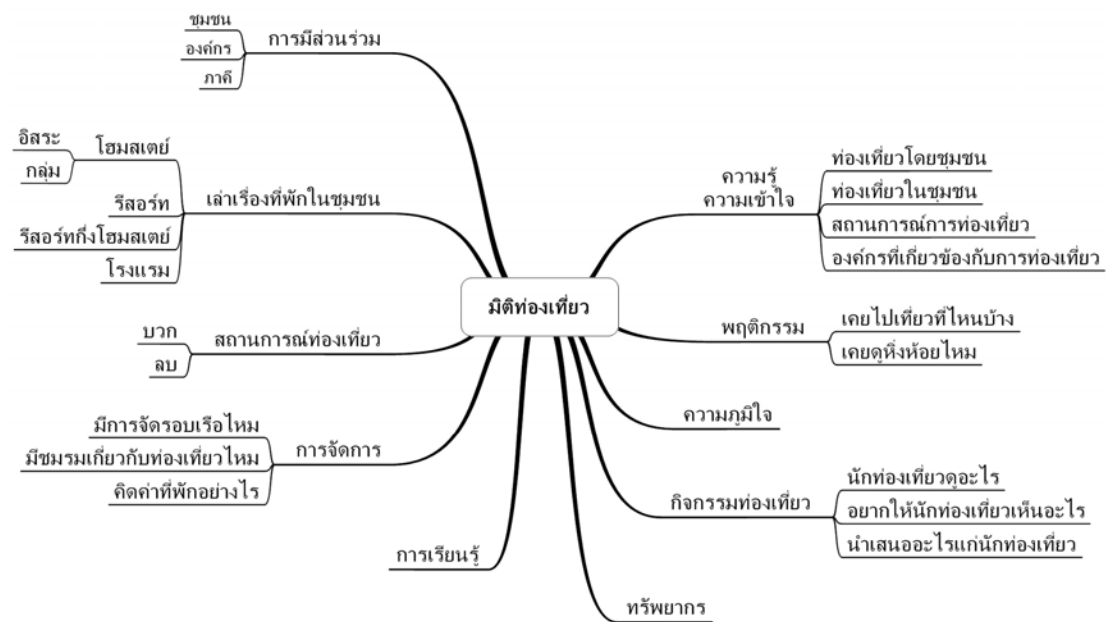 ชุมชน
องค์กร
ภาคี
การมีส่วนร่วม
อิสระ
กลุ่ม
โฮมสเตย์
รีสอร์ท
รีสอร์ทกึ่งโฮมสเตย์
โรงแรม
เล่าเรื่องที่พักในชุมชน
บวก
ลบ
สถานการณ์ท่องเที่ยว
มีการจัดรอบเรือไหม
มีชมรมเกี่ยวกับท่องเที่ยวไหม
คิดค่าที่พักอย่างไร
การจัดการ
การเรียนรู้
มิติท่องเที่ยว
ความรู้
ความเข้าใจ
ท่องเที่ยวโดยชุมชน
ท่องเที่ยวในชุมชน
สถานการณ์การท่องเที่ยว
องค์กรที่เกี่ยวข้องกับการท่องเที่ยว
พฤติกรรม
เคยไปเที่ยวที่ไหนบ้าง
เคยดูหิ่งห้อยไหม
ความภูมิใจ
กิจกรรมท่องเที่ยว
นักท่องเที่ยวดูอะไร
อยากให้นักท่องเที่ยวเห็นอะไร
นำเสนออะไรแก่นักท่องเที่ยว
ทรัพยากร